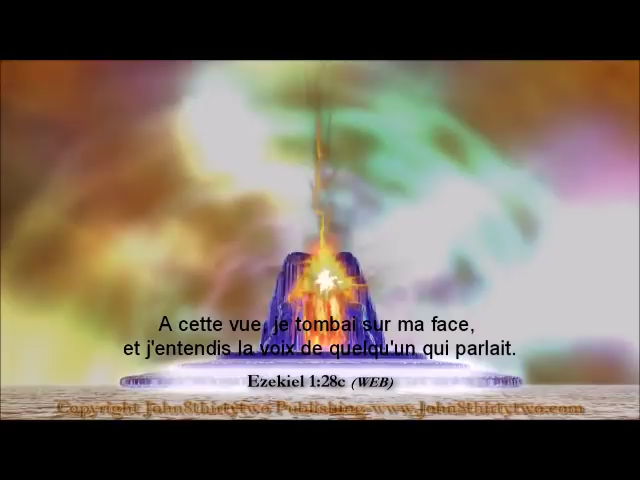 A cette vue, je tombai sur ma face,
et j'entendis la voix de quelqu'un qui parlait.
Ezekiel 1:28c (WEB)
Copyright John8thirtytwo Publishing-www.John8thirtytwo.com